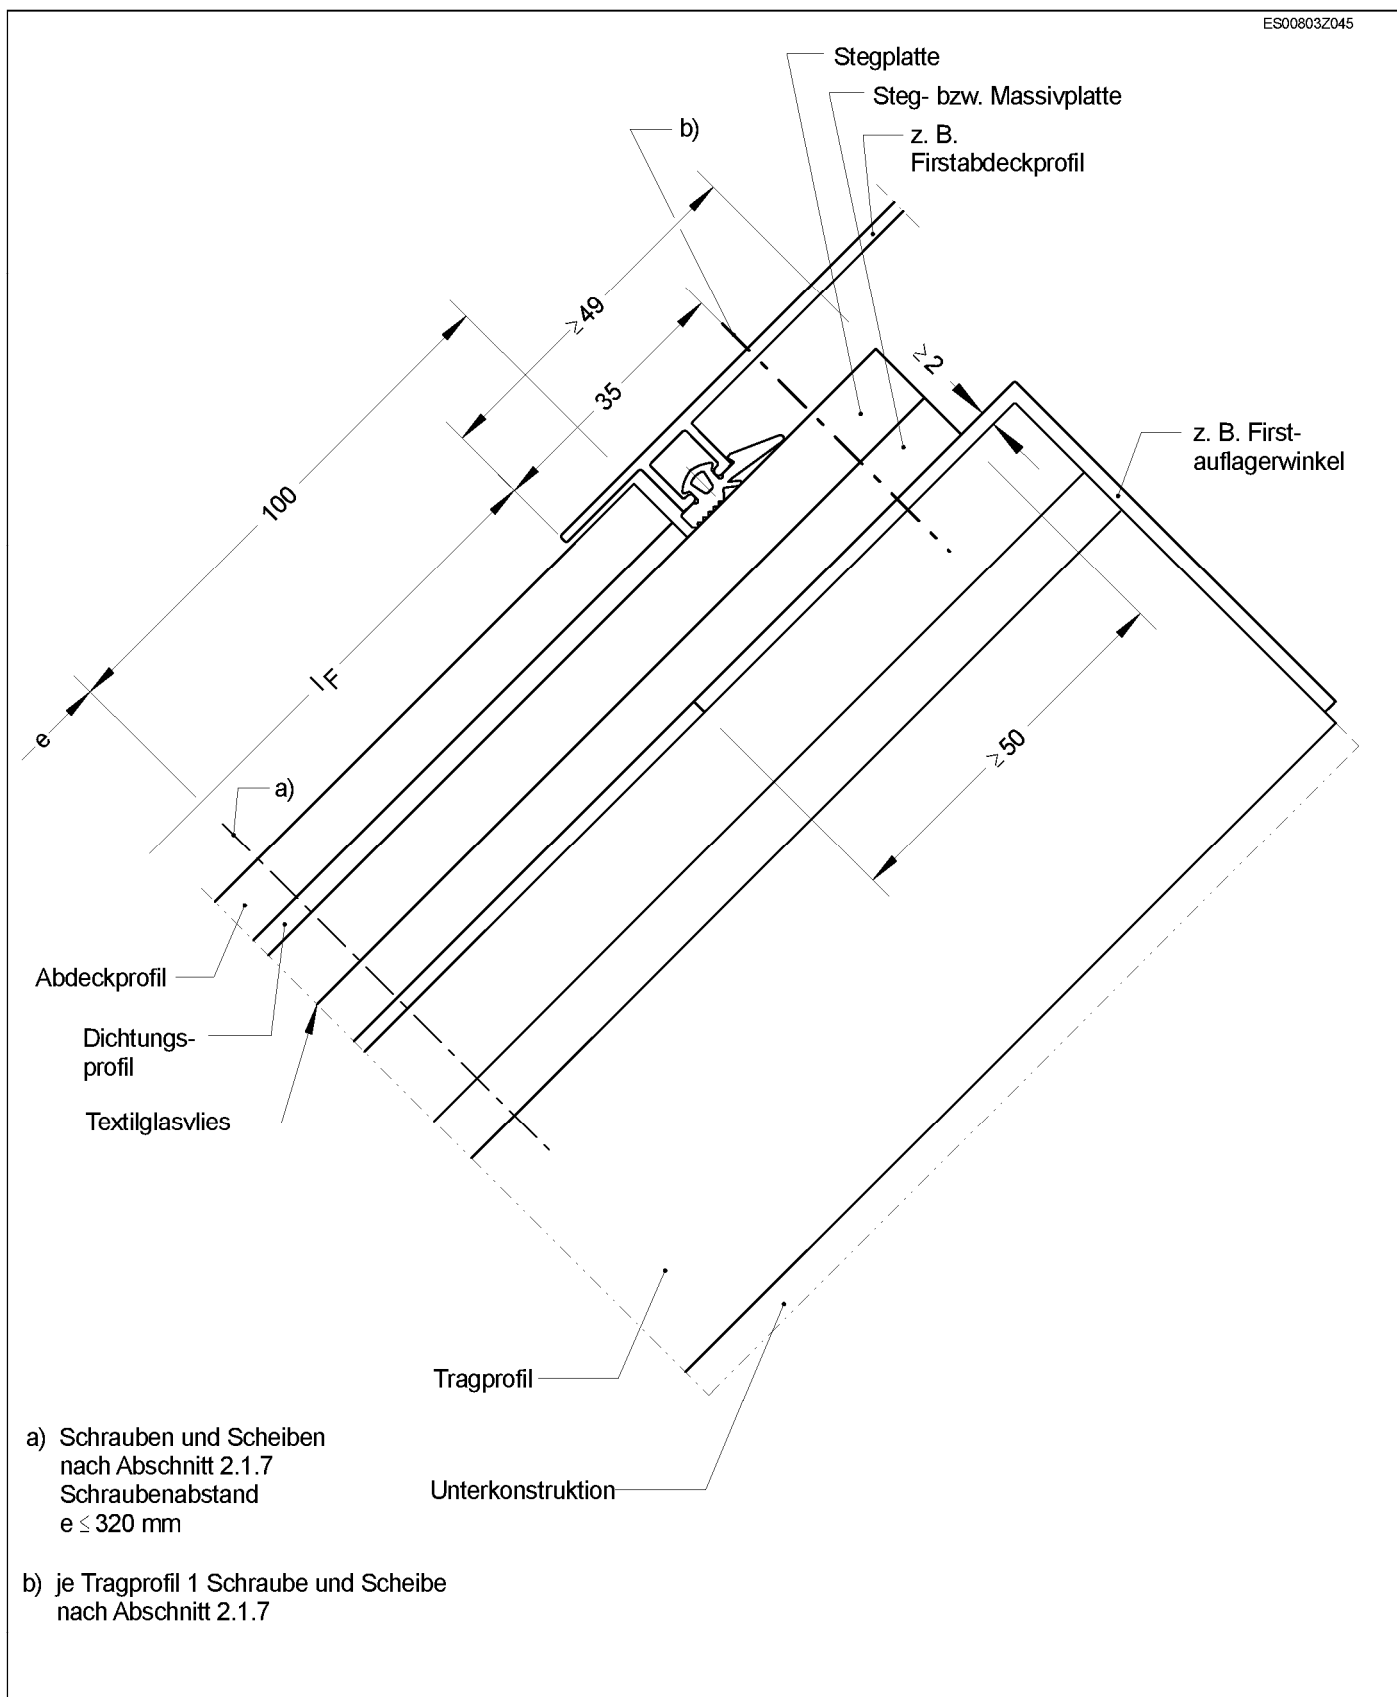 ES00803Z045
Stegplatte
Steg- bzw. Massivplatte
b)
z. B.
Firstabdeckprofil
≥49
≥2
35
100
z. B. First-
auflagerwinkel
lF
e
≥50
a)
Abdeckprofil
Dichtungs-
profil
Textilglasvlies
Tragprofil
Unterkonstruktion
a) Schrauben und Scheiben
nach Abschnitt 2.1.7
Schraubenabstand
e ≤ 320 mm
b) je Tragprofil 1 Schraube und Scheibe
nach Abschnitt 2.1.7